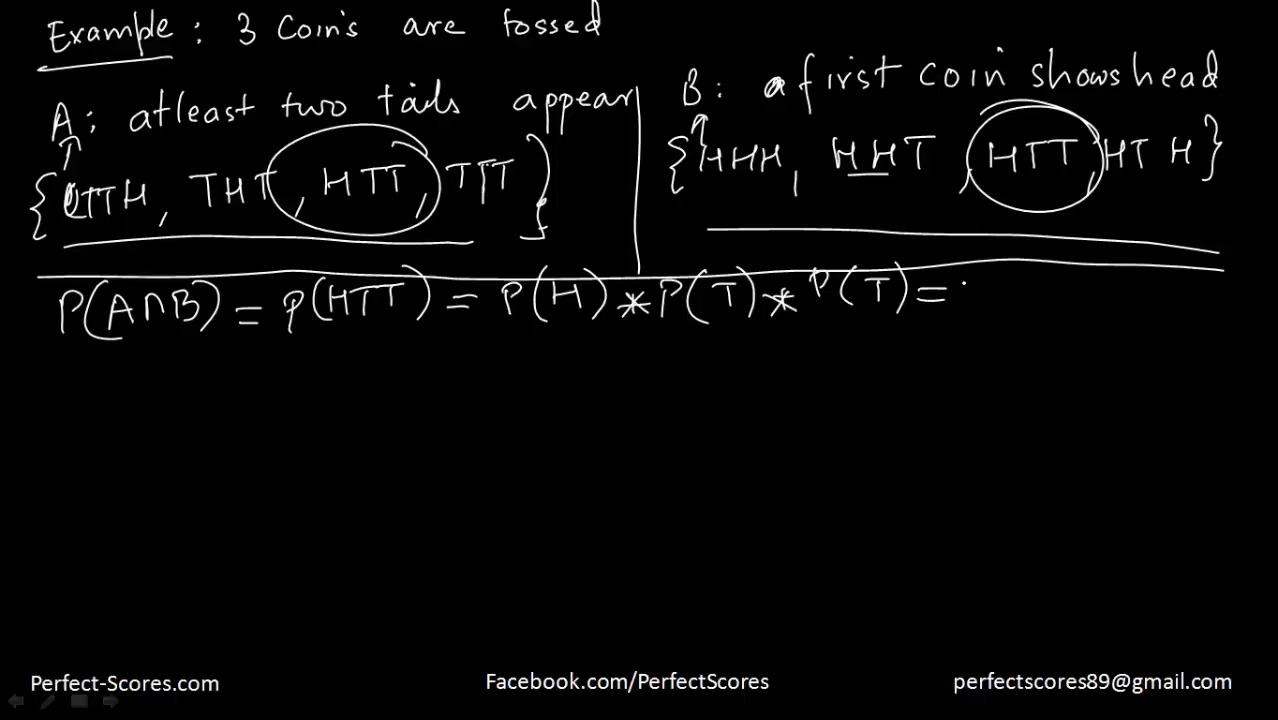 Example : 3 Coin's are tossed
A : atleast two tails appear
{TTH, THT, HTT, TTT}
B : first coin shows head
{HHH, HHT, HTT, HTH}
P(A∩B) = P(HTT) = P(H) * P(T) * P(T) =
Perfect-Scores.com
Facebook.com/PerfectScores
perfectscores89@gmail.com